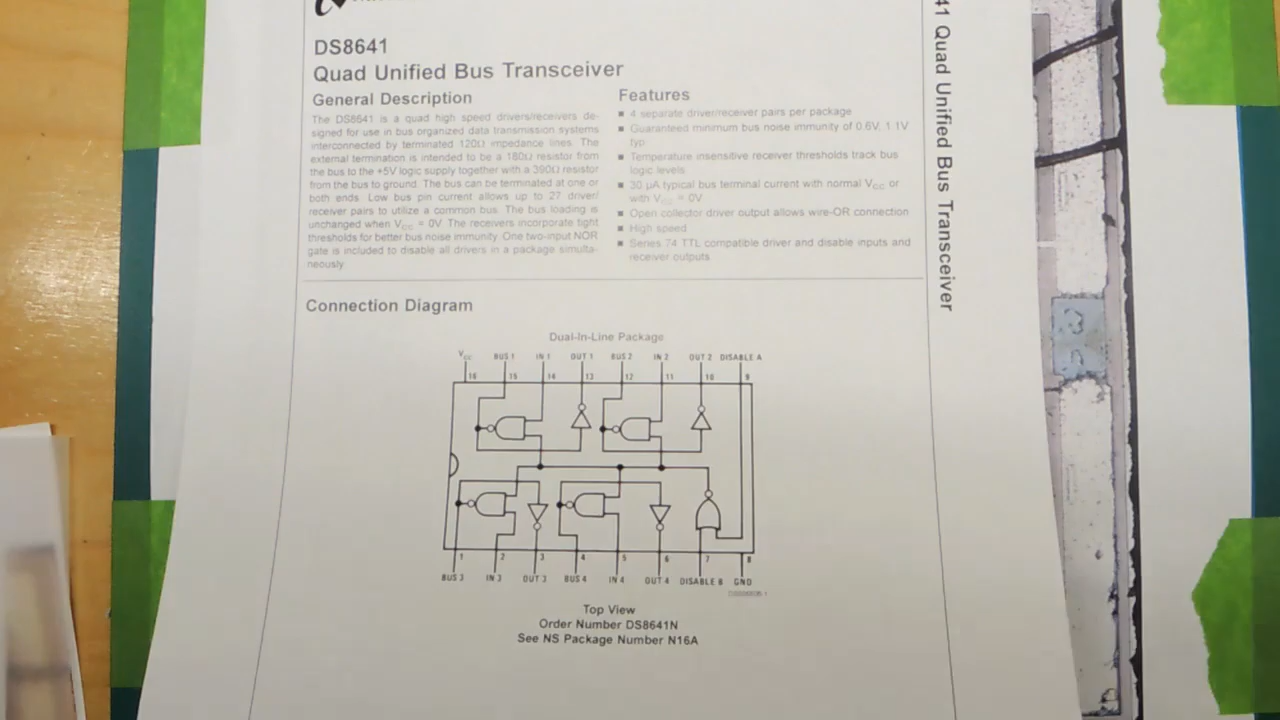 DS8641
Quad Unified Bus Transceiver
General Description
The DS8641 is a quad high speed drivers/receivers de-
signed for use in bus organized data transmission systems
interconnected by terminated 120Ω impedance lines. The
external termination is intended to be a 180Ω resistor from
the bus to the +5V logic supply together with a 390Ω resistor
from the bus to ground. The bus can be terminated at one or
both ends. Low bus pin current allows up to 27 driver/
receiver pairs to utilize a common bus. The bus loading is
unchanged when VCC = 0V. The receivers incorporate tight
thresholds for better bus noise immunity. One two-input NOR
gate is included to disable all drivers in a package simulta-
neously.
Features
■ 4 separate driver/receiver pairs per package
■ Guaranteed minimum bus noise immunity of 0.6V, 1.1V
typ
■ Temperature insensitive receiver thresholds track bus
logic levels
■ 30 µA typical bus terminal current with normal VCC or
with VCC = 0V
■ Open collector driver output allows wire-OR connection
■ High speed
■ Series 74 TTL compatible driver and disable inputs and
receiver outputs
41 Quad Unified Bus Transceiver
Connection Diagram
Dual-In-Line Package
VCC BUS 1 IN 1 OUT 1 BUS 2 IN 2 OUT 2 DISABLE A
16 15 14 13 12 11 10 9
1 2 3 4 5 6 7 8
BUS 3 IN 3 OUT 3 BUS 4 IN 4 OUT 4 DISABLE B GND
Top View
Order Number DS8641N
See NS Package Number N16A